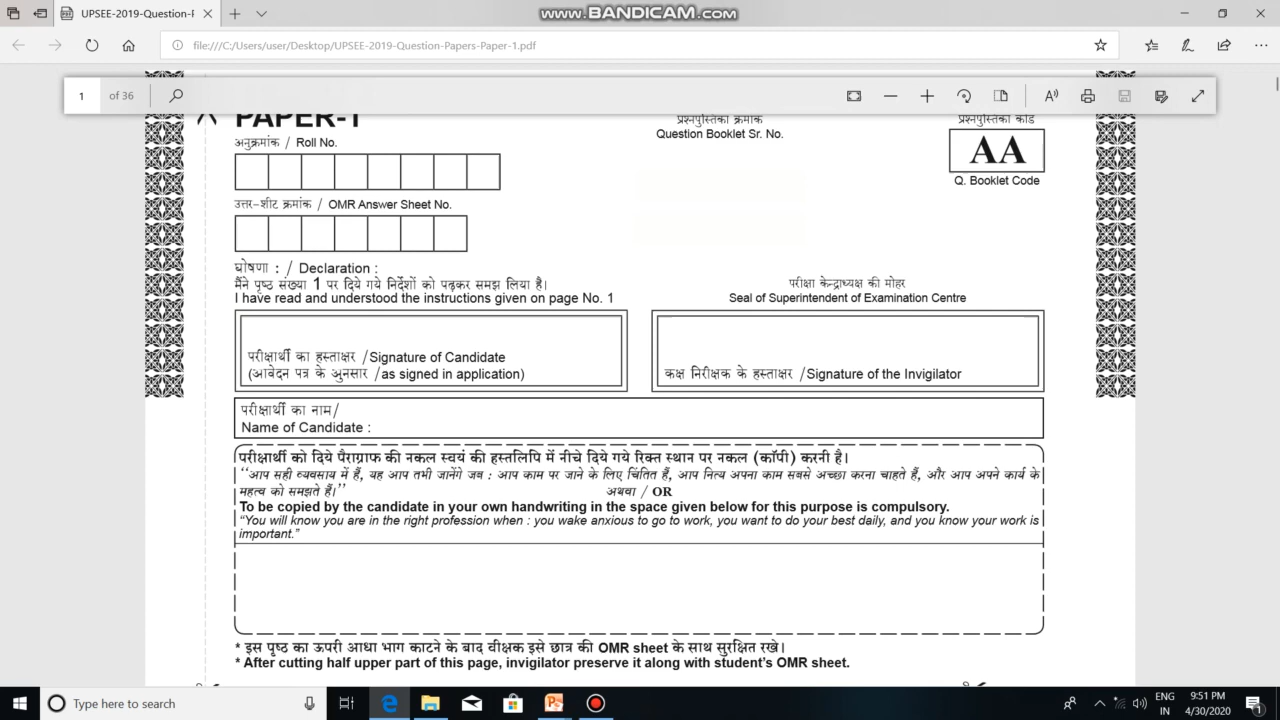 UPSEE-2019-Question-P
www.BANDICAM.com
file:///C:/Users/user/Desktop/UPSEE-2019-Question-Papers-Paper-1.pdf
1 of 36
PAPER-1
प्रश्नपुस्तिका क्रमांक
प्रश्नपुस्तिका कोड
Question Booklet Sr. No.
अनुक्रमांक / Roll No.
AA
Q. Booklet Code
उत्तर-शीट क्रमांक / OMR Answer Sheet No.
घोषणा : / Declaration :
मैंने पृष्ठ संख्या 1 पर दिये गये निर्देशों को पढ़कर समझ लिया है।
I have read and understood the instructions given on page No. 1
परीक्षा केन्द्राध्यक्ष की मोहर
Seal of Superintendent of Examination Centre
परीक्षार्थी का हस्ताक्षर /Signature of Candidate
(आवेदन पत्र के अुनसार /as signed in application)
कक्ष निरीक्षक के हस्ताक्षर /Signature of the Invigilator
परीक्षार्थी का नाम/
Name of Candidate :
परीक्षार्थी को दिये पैराग्राफ की नकल स्वयं की हस्तलिपि में नीचे दिये गये रिक्त स्थान पर नकल (कॉपी) करनी है।
‘‘आप सही व्यवसाय में हैं, यह आप तभी जानेंगे जब : आप काम पर जाने के लिए चिंतित हैं, आप नित्य अपना काम सबसे अच्छा करना चाहते हैं, और आप अपने कार्य के
महत्व को समझते हैं।’’ अथवा / OR
To be copied by the candidate in your own handwriting in the space given below for this purpose is compulsory.
“You will know you are in the right profession when : you wake anxious to go to work, you want to do your best daily, and you know your work is
important.”
* इस पृष्ठ का ऊपरी आधा भाग काटने के बाद वीक्षक इसे छात्र की OMR sheet के साथ सुरक्षित रखे।
* After cutting half upper part of this page, invigilator preserve it along with student’s OMR sheet.
Type here to search
ENG
IN
9:51 PM
4/30/2020
1